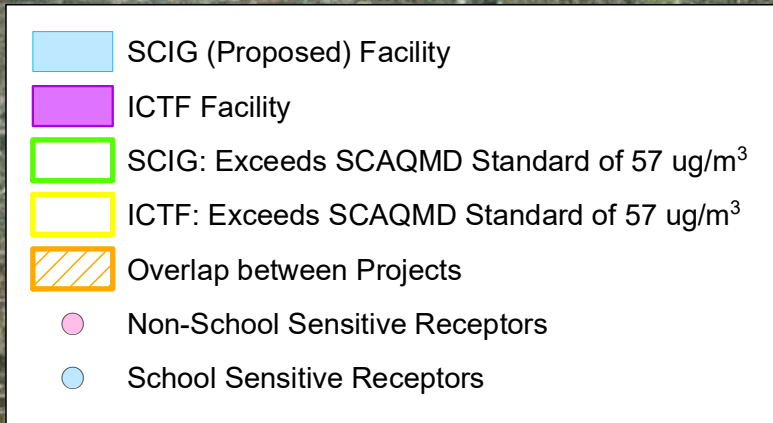 SCIG (Proposed) Facility
ICTF Facility
SCIG: Exceeds SCAQMD Standard of 57 ug/m³
ICTF: Exceeds SCAQMD Standard of 57 ug/m³
Overlap between Projects
Non-School Sensitive Receptors
School Sensitive Receptors